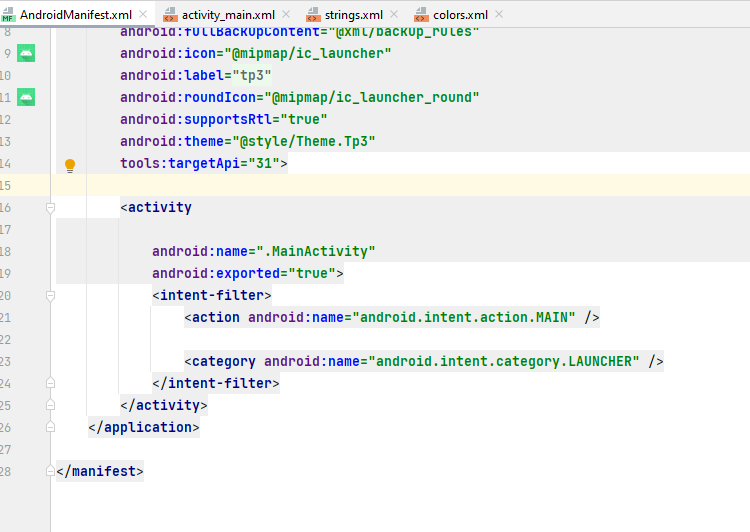 AndroidManifest.xml activity_main.xml strings.xml colors.xml
8 android:fullBackupContent="@xml/backup_rules"
9 android:icon="@mipmap/ic_launcher"
10 android:label="tp3"
11 android:roundIcon="@mipmap/ic_launcher_round"
12 android:supportsRtl="true"
13 android:theme="@style/Theme.Tp3"
14 tools:targetApi="31">
15
16 <activity
17
18 android:name=".MainActivity"
19 android:exported="true">
20 <intent-filter>
21 <action android:name="android.intent.action.MAIN" />
22
23 <category android:name="android.intent.category.LAUNCHER" />
24 </intent-filter>
25 </activity>
26 </application>
27
28 </manifest>